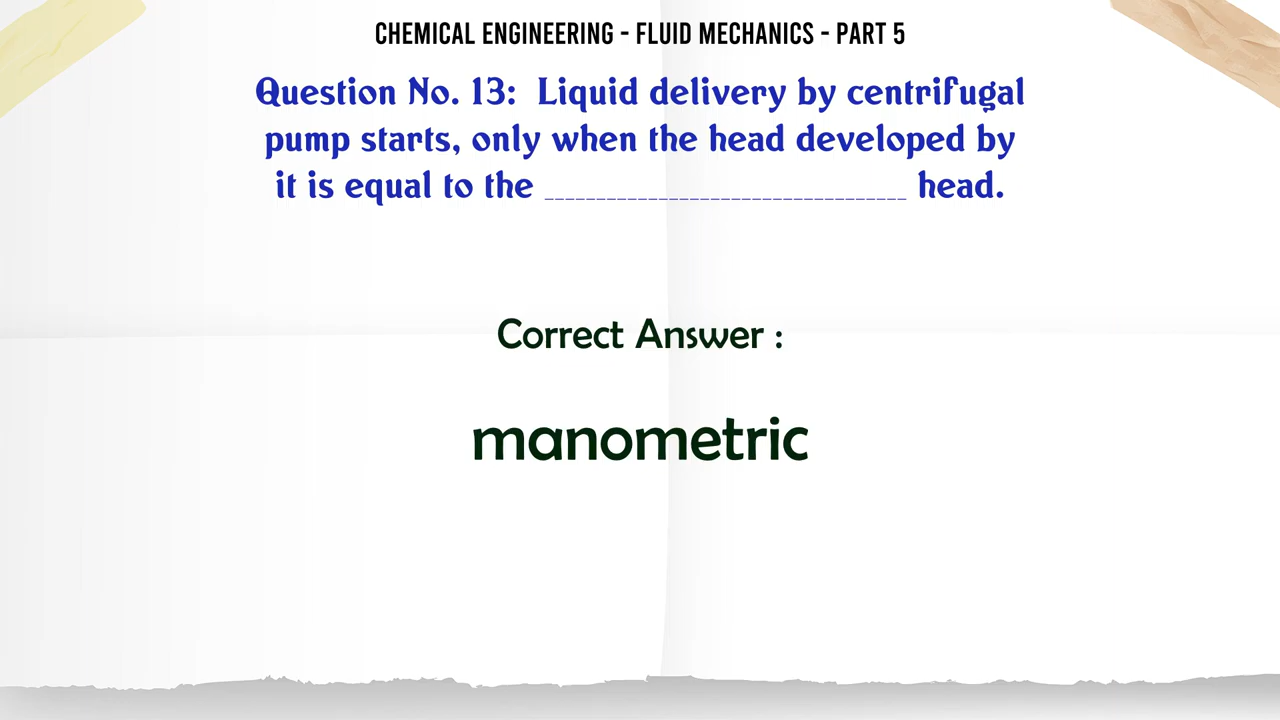 CHEMICAL ENGINEERING - FLUID MECHANICS - PART 5
Question No. 13: Liquid delivery by centrifugal
pump starts, only when the head developed by
it is equal to the __________________________________ head.
Correct Answer :
manometric